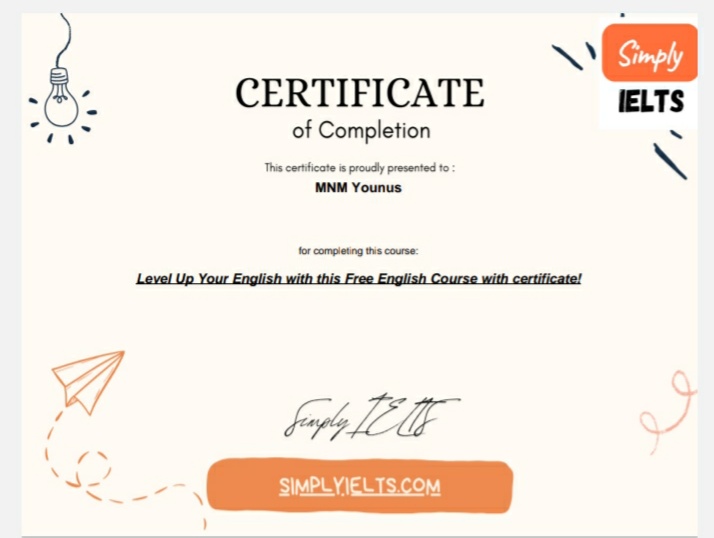 Simply
IELTS
CERTIFICATE
of Completion
This certificate is proudly presented to :
MNM Younus
for completing this course:
Level Up Your English with this Free English Course with certificate!
Simply IELTS
SIMPLYIELTS.COM